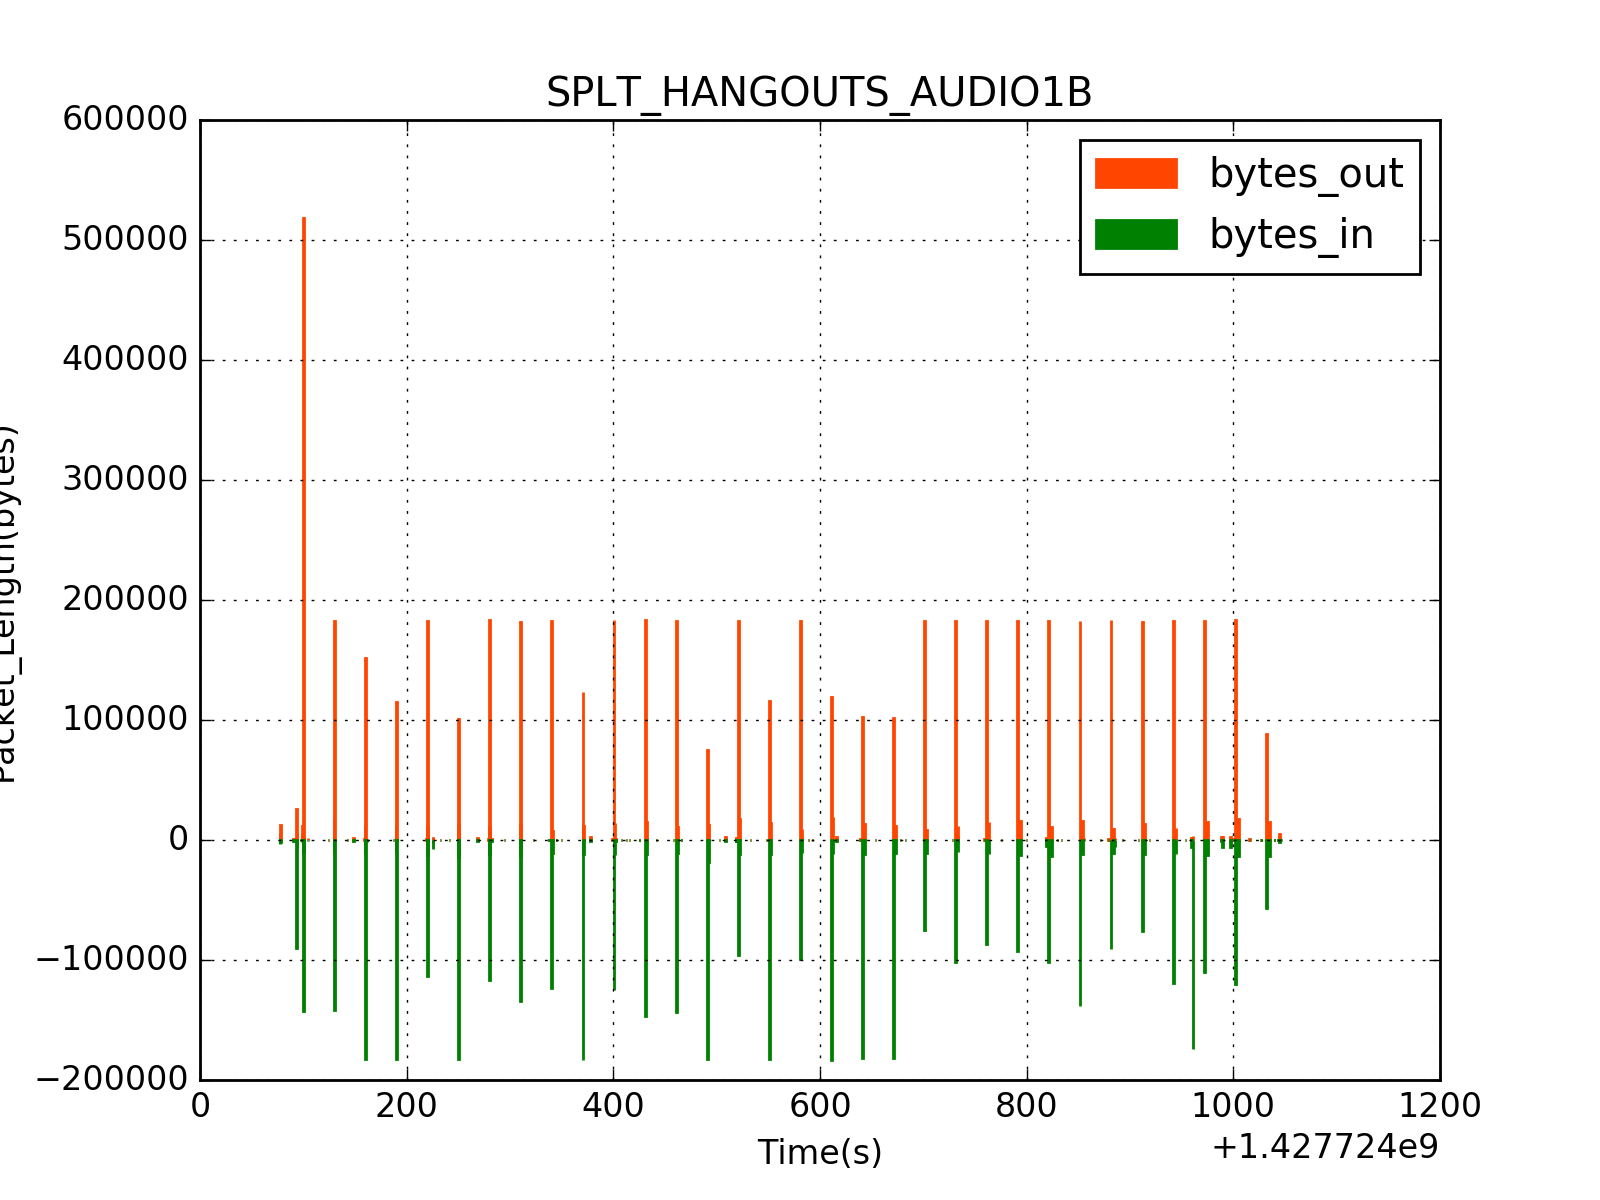 SPLT_HANGOUTS_AUDIO1B
600000
500000
400000
300000
200000
100000
0
−100000
−200000
Packet_Length(bytes)
bytes_out
bytes_in
0 200 400 600 800 1000 1200
+1.427724e9
Time(s)